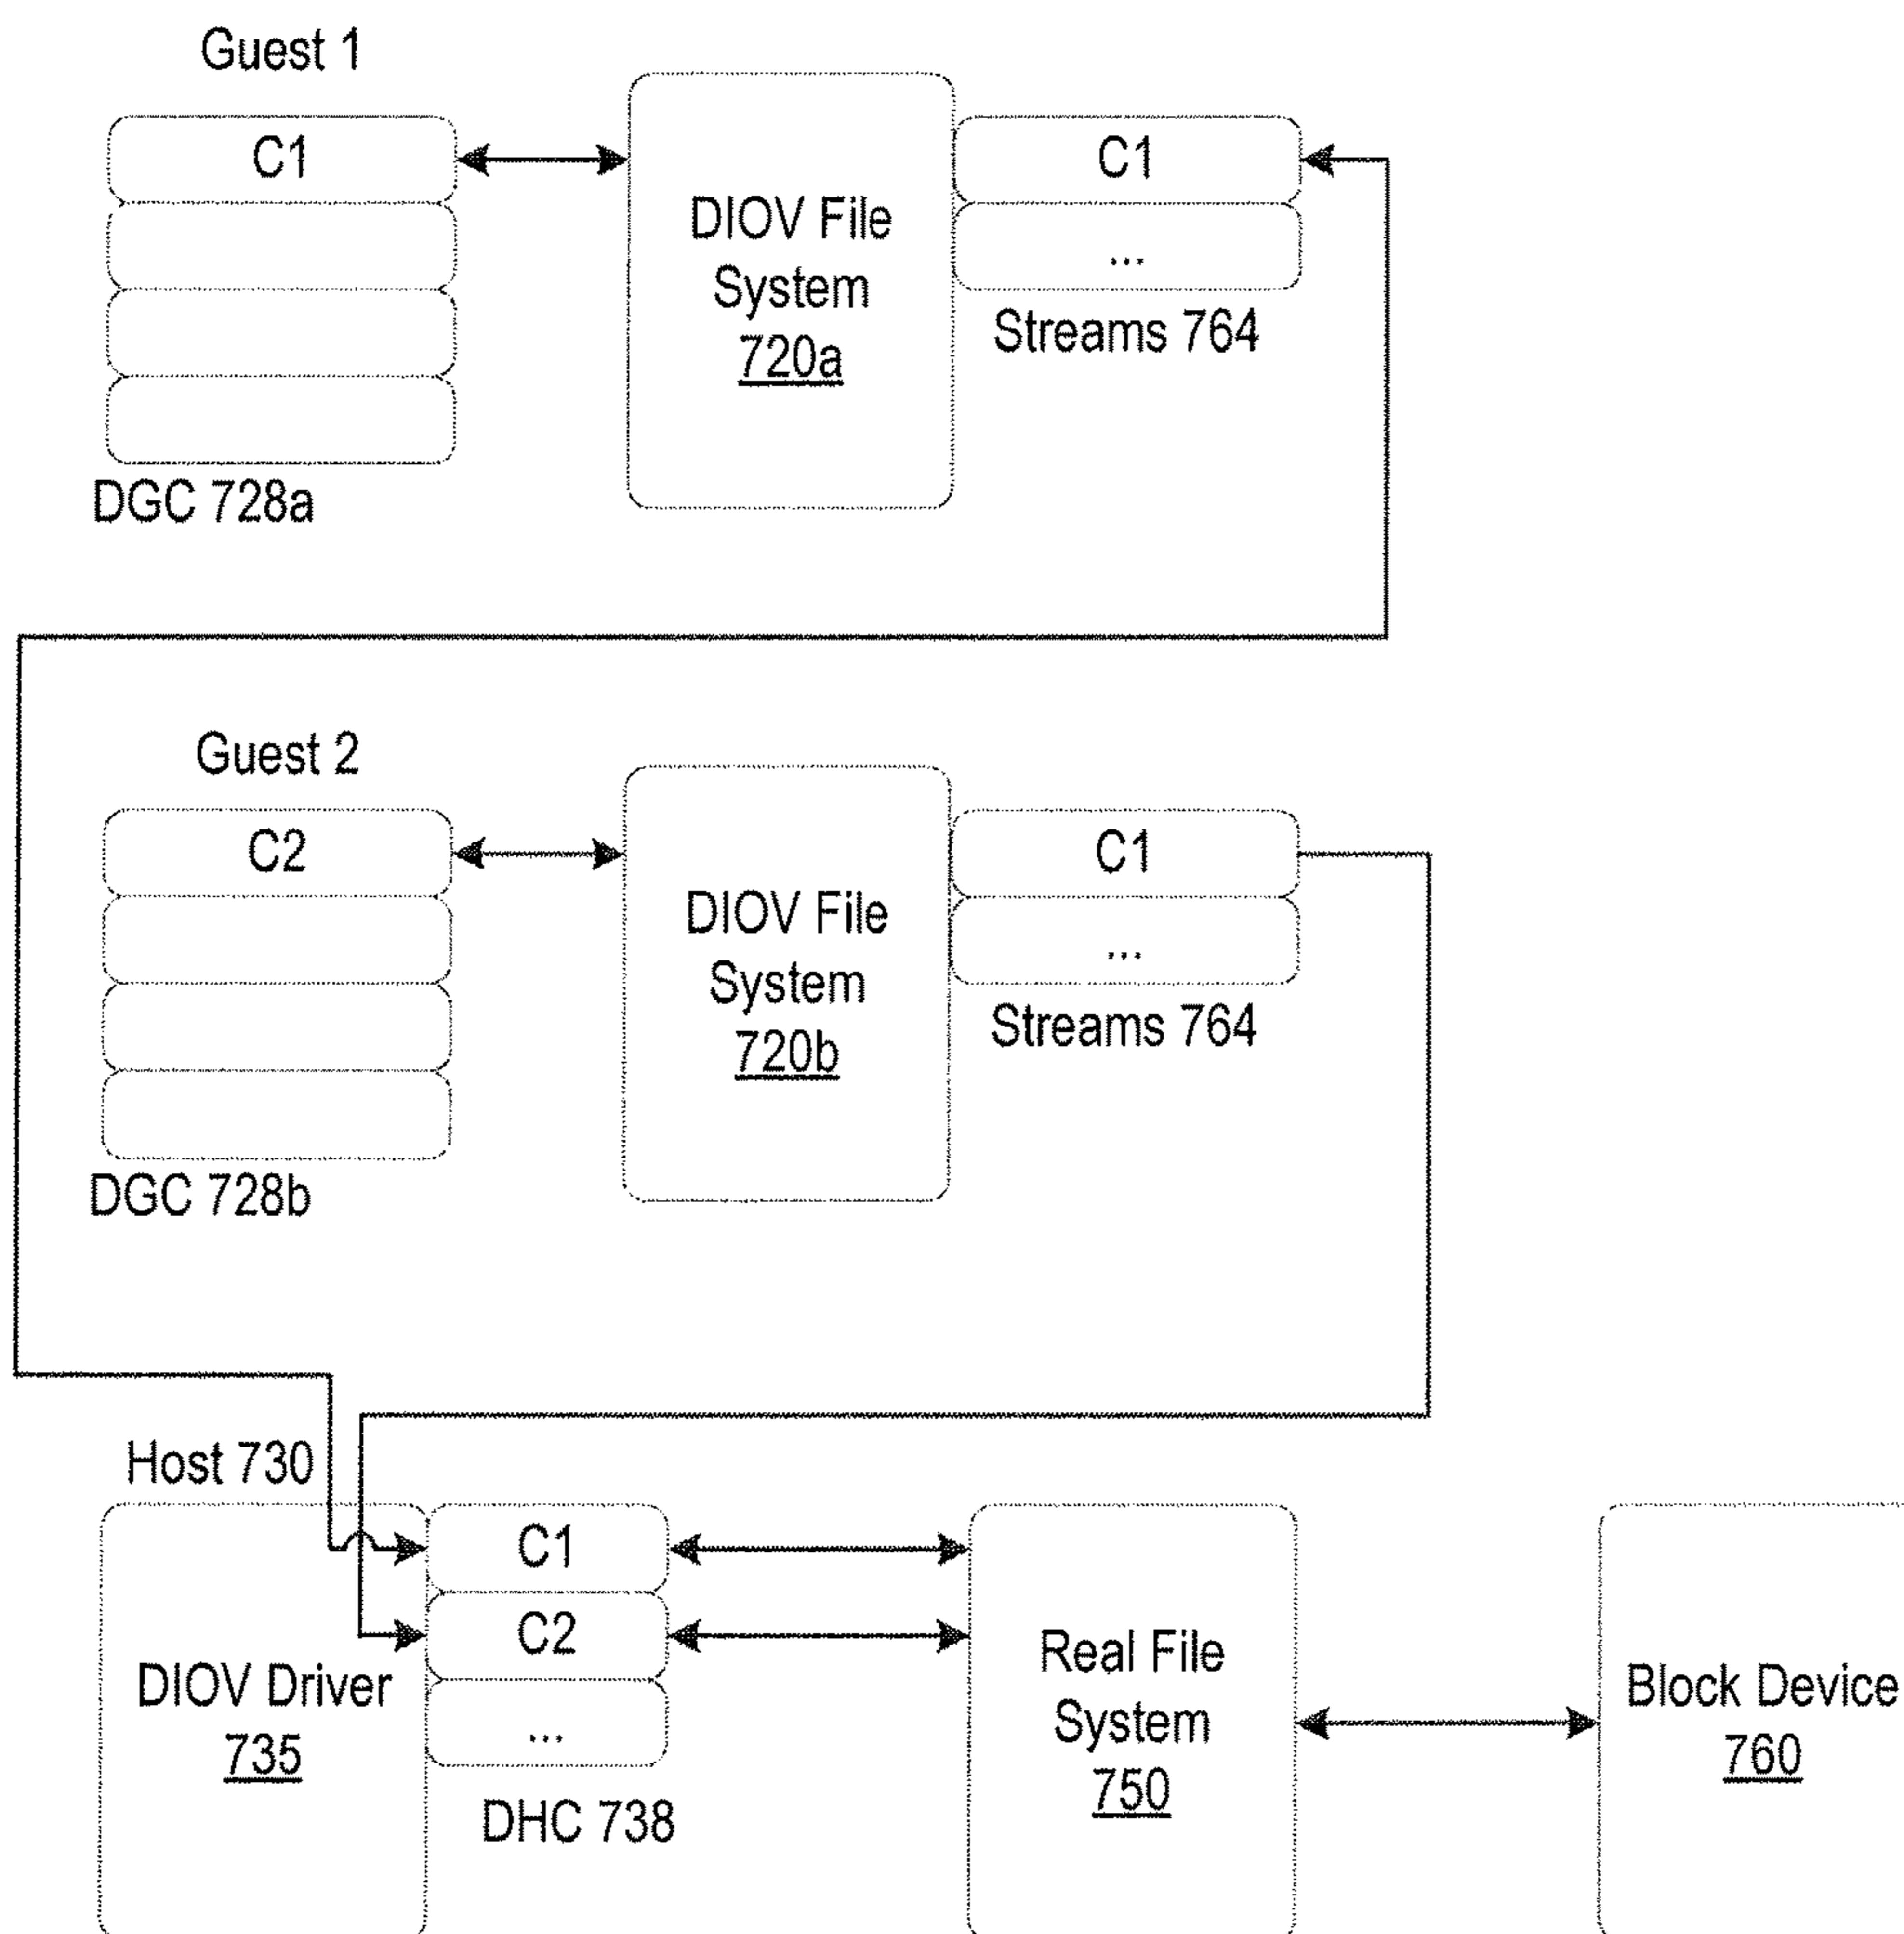 Guest 1
C1
DIOV File
System
720a
C1
...
Streams 764
DGC 728a
Guest 2
C2
DIOV File
System
720b
C1
...
Streams 764
DGC 728b
Host 730
DIOV Driver
735
C1
C2
...
DHC 738
Real File
System
750
Block Device
760